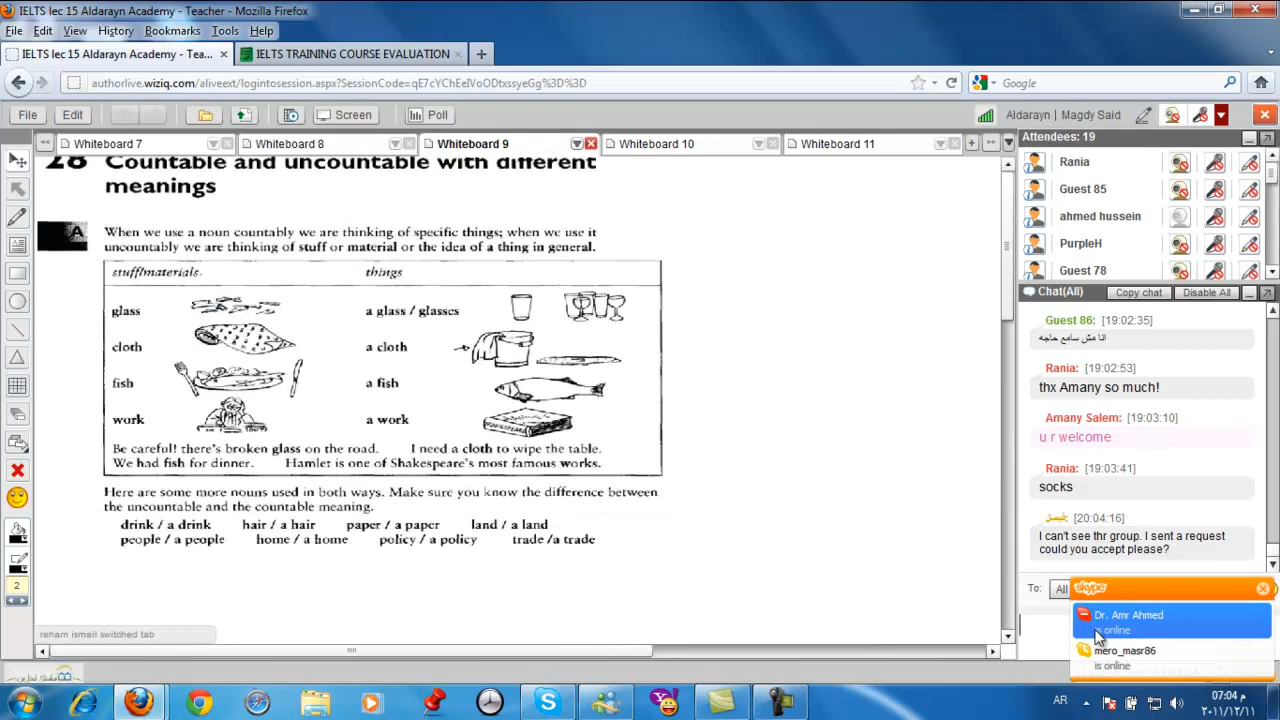 IELTS lec 15 Aldarayn Academy - Teacher - Mozilla Firefox
File Edit View History Bookmarks Tools Help
IELTS lec 15 Aldarayn Academy - Tea...
IELTS TRAINING COURSE EVALUATION
authorlive.wiziq.com/aliveext/logintosession.aspx?SessionCode=qE7cYChEeIVoODtxssyeGg%3D%3D
Google
File Edit Screen Poll
Aldarayn | Magdy Said
Whiteboard 7 Whiteboard 8 Whiteboard 9 Whiteboard 10 Whiteboard 11
28 Countable and uncountable with different
meanings
A
When we use a noun countably we are thinking of specific things; when we use it
uncountably we are thinking of stuff or material or the idea of a thing in general.
stuff/materials things
glass a glass / glasses
cloth a cloth
fish a fish
work a work
Be careful! there's broken glass on the road. I need a cloth to wipe the table.
We had fish for dinner. Hamlet is one of Shakespeare's most famous works.
Here are some more nouns used in both ways. Make sure you know the difference between
the uncountable and the countable meaning.
drink / a drink hair / a hair paper / a paper land / a land
people / a people home / a home policy / a policy trade /a trade
reham ismail switched tab
2
Attendees: 19
Rania
Guest 85
ahmed hussein
PurpleH
Guest 78
Chat(All) Copy chat Disable All
Guest 86: [19:02:35]
انا مش سامع حاجه
Rania: [19:02:53]
thx Amany so much!
Amany Salem: [19:03:10]
u r welcome
Rania: [19:03:41]
socks
[20:04:16]
I can't see thr group. I sent a request
could you accept please?
To: All
skype
Dr. Amr Ahmed
is online
mero_masr86
is online
AR
07:04 م
٢٠١١/١٢/١١